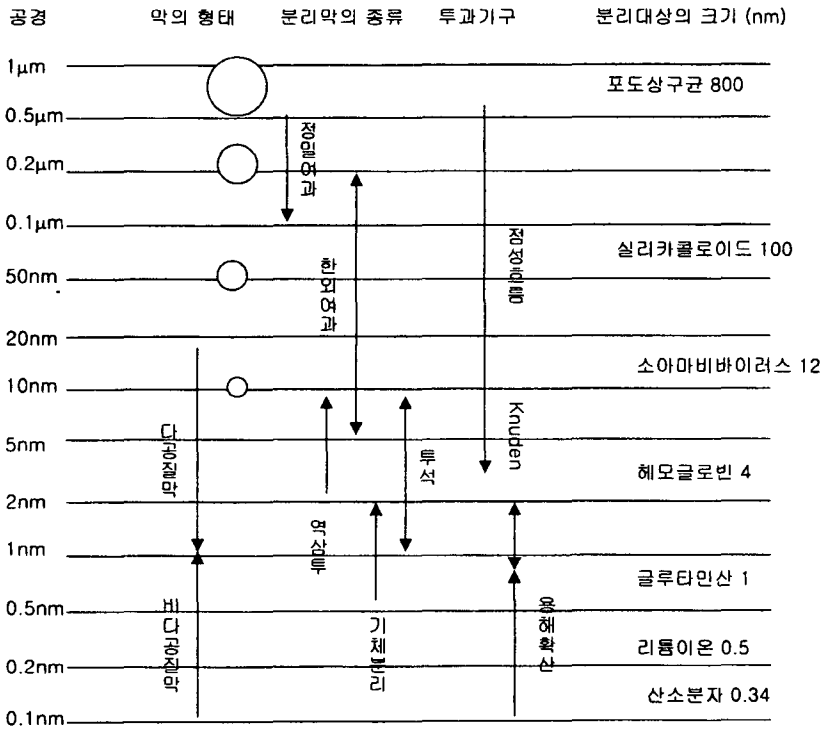 공경 막의 형태 분리막의 종류 투과기구 분리대상의 크기 (nm)
1μm
포도상구균 800
0.5μm
정밀여과
0.2μm
0.1μm
점성흐름
실리카콜로이드 100
한외여과
50nm
20nm
소아마비바이러스 12
10nm
Knuden
다공질막
5nm
투석
헤모글로빈 4
2nm
역삼투
1nm
글루타민산 1
비다공질막
0.5nm
기체분리
용해확산
리튬이온 0.5
0.2nm
산소분자 0.34
0.1nm